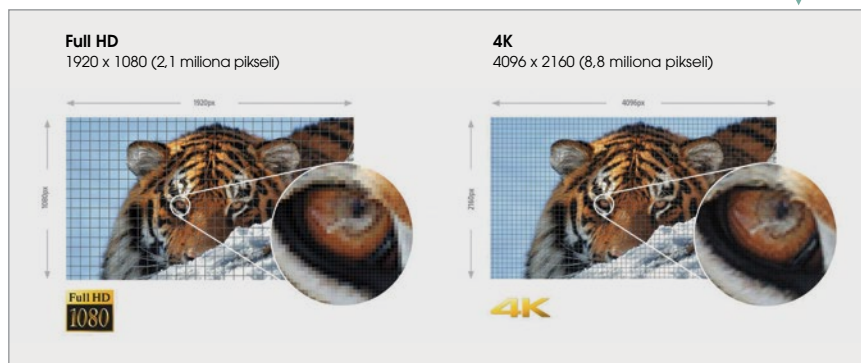 Full HD
1920 x 1080 (2,1 miliona pikseli)
1920px
1080px
Full HD
1080
4K
4096 x 2160 (8,8 miliona pikseli)
4096px
2160px
4K